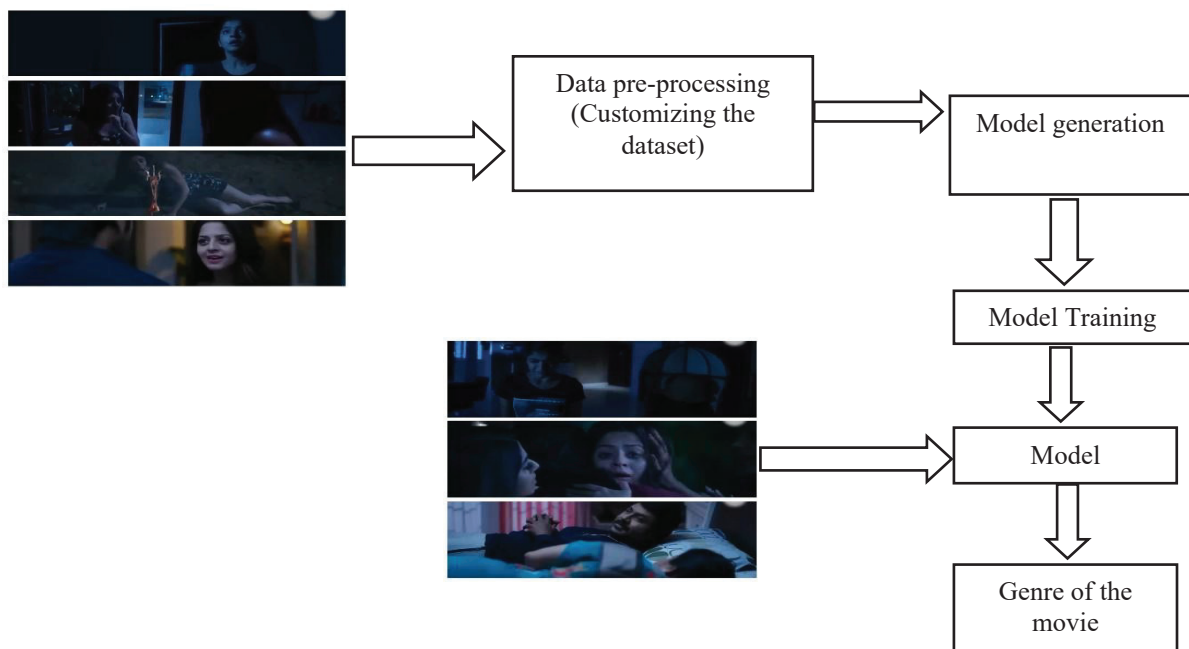 Data pre-processing
(Customizing the
dataset)
Model generation
Model Training
Model
Genre of the
movie